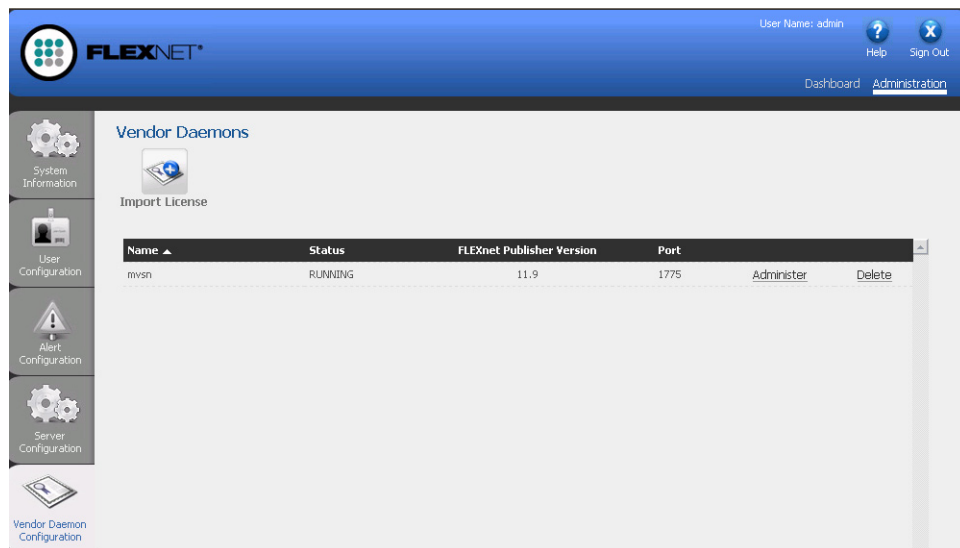 User Name: admin
Help
Sign Out
FLEXNET
Dashboard Administration
System
Information
User
Configuration
Alert
Configuration
Server
Configuration
Vendor Daemon
Configuration
Vendor Daemons
Import License
Name Status FLEXnet Publisher Version Port
mvsn RUNNING 11.9 1775 Administer Delete